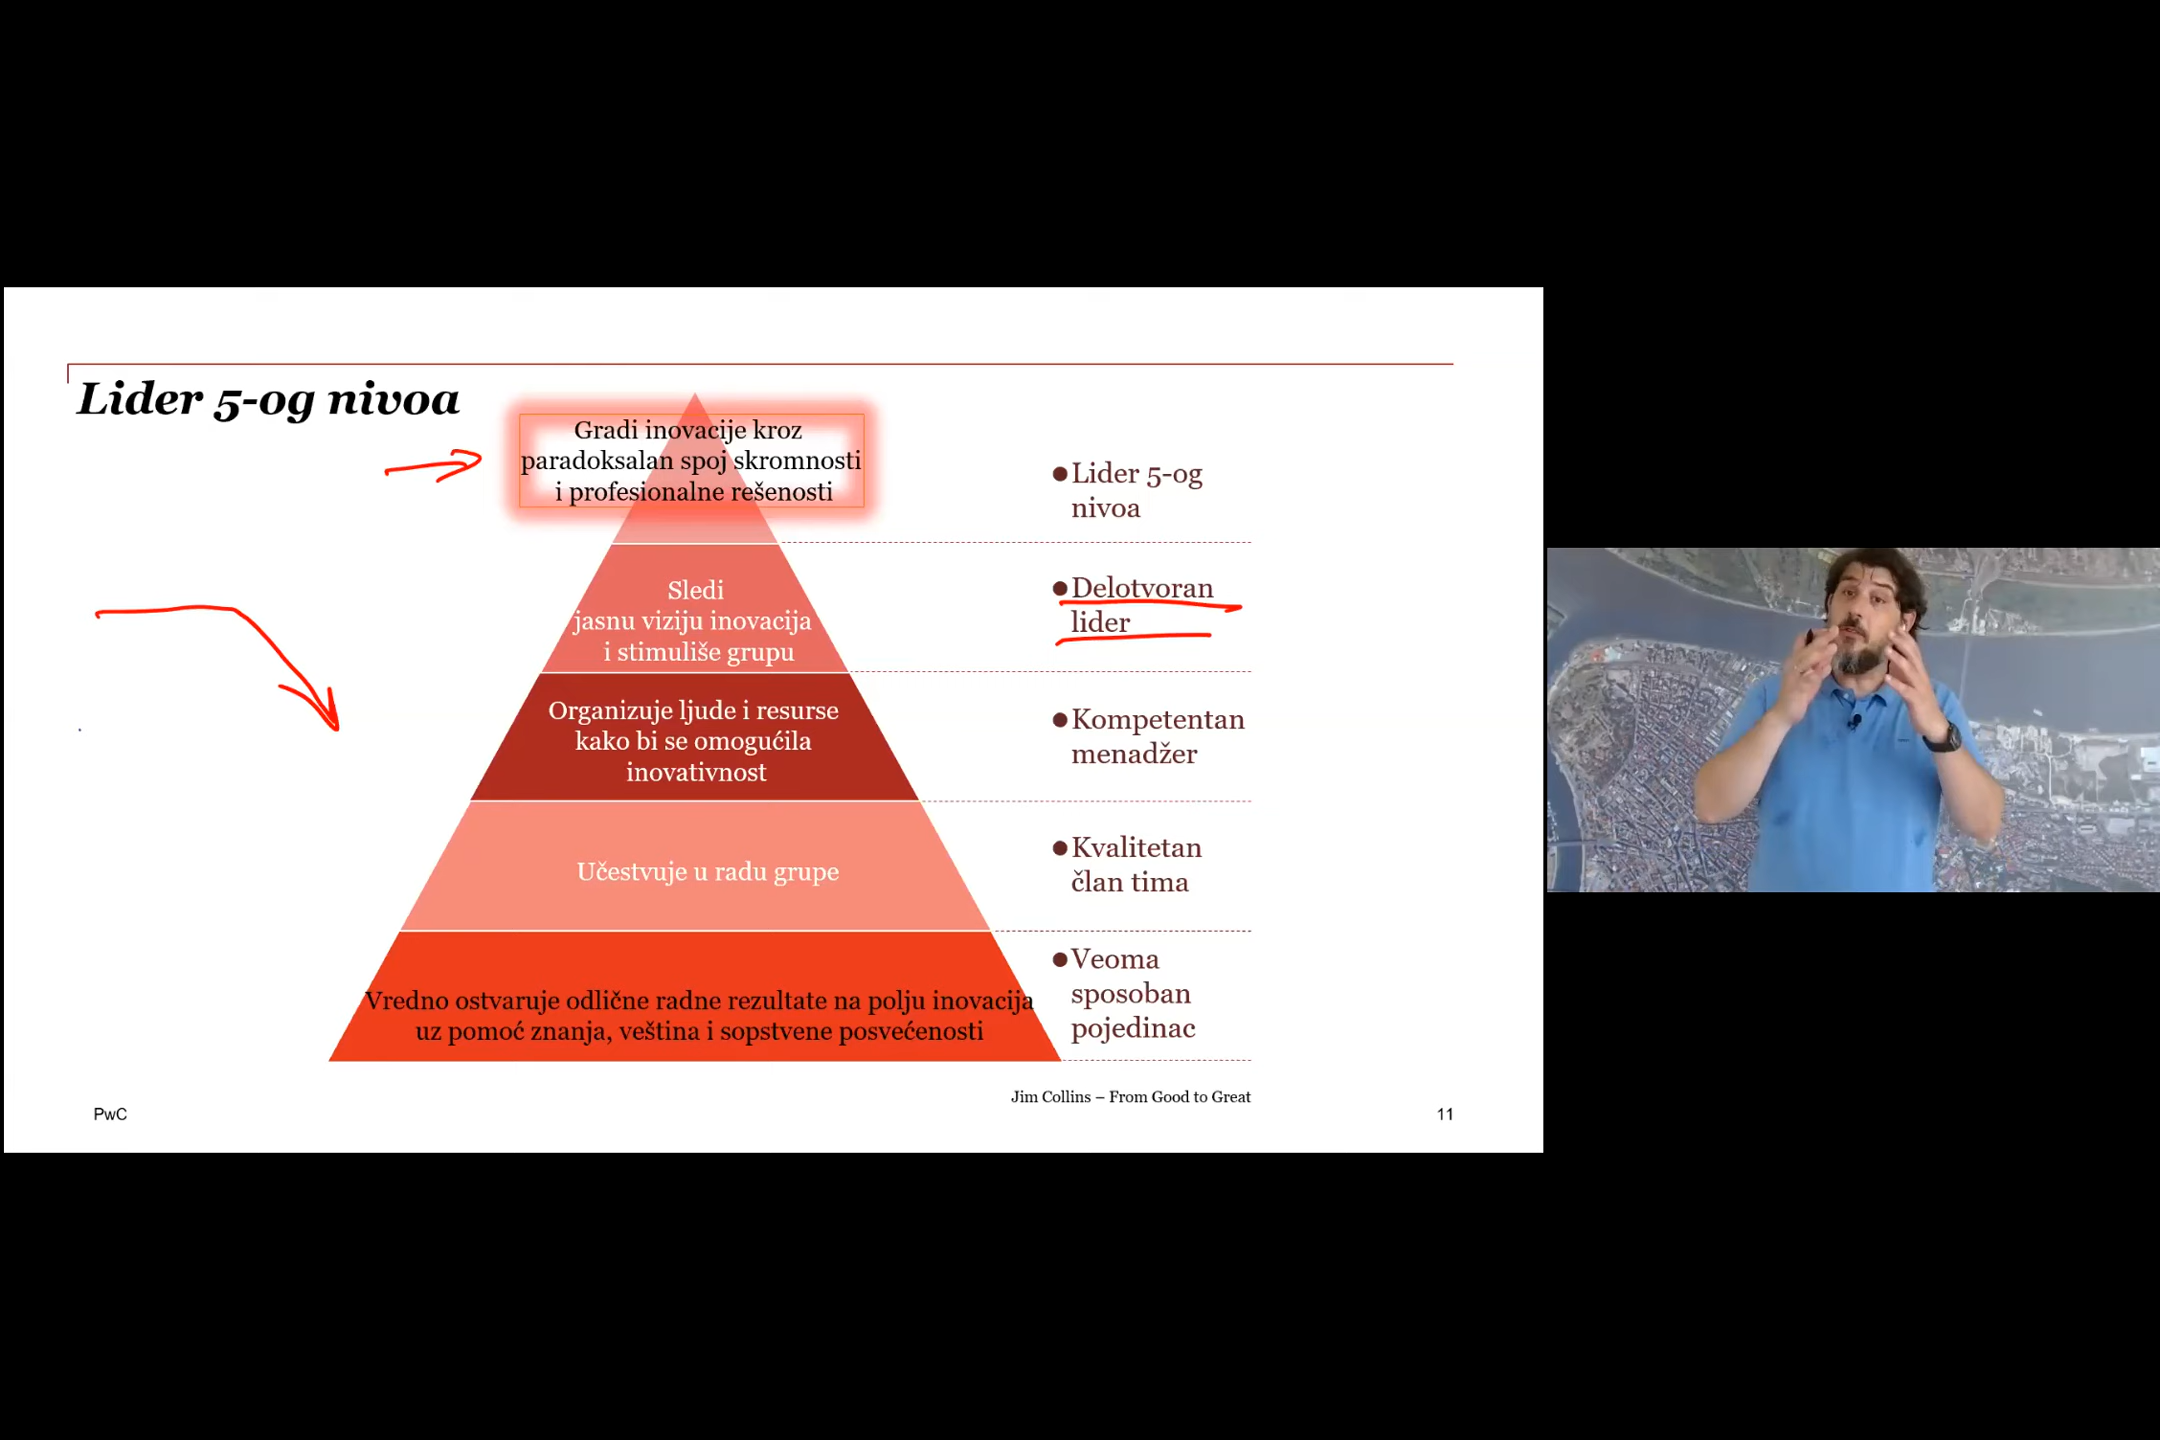 Lider 5-og nivoa
Gradi inovacije kroz
paradoksalan spoj skromnosti
i profesionalne rešenosti
●Lider 5-og
nivoa
Sledi
jasnu viziju inovacija
i stimuliše grupu
●Delotvoran
lider
Organizuje ljude i resurse
kako bi se omogućila
inovativnost
●Kompetentan
menadžer
Učestvuje u radu grupe
●Kvalitetan
član tima
Vredno ostvaruje odlične radne rezultate na polju inovacija
uz pomoć znanja, veština i sopstvene posvećenosti
●Veoma
sposoban
pojedinac
Jim Collins – From Good to Great
PwC
11